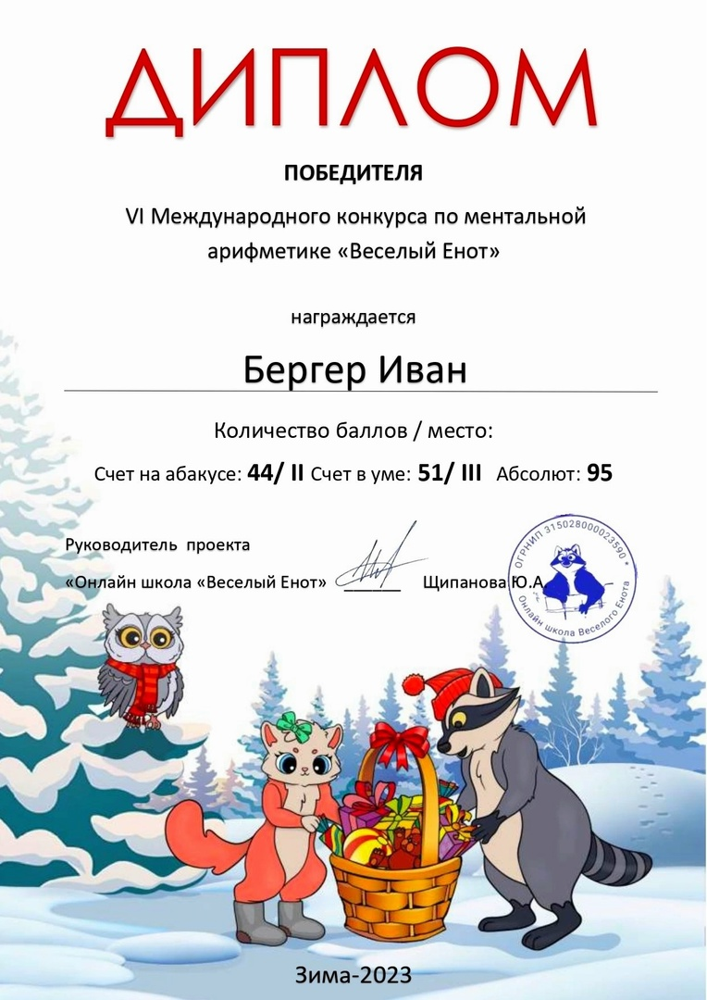 ДИПЛОМ
ПОБЕДИТЕЛЯ
VI Международного конкурса по ментальной
арифметике «Веселый Енот»
награждается
Бергер Иван
Количество баллов / место:
Счет на абакусе: 44/ II Счет в уме: 51/ III Абсолют: 95
Руководитель проекта
«Онлайн школа «Веселый Енот» ______ Щипанова Ю.А.
ОГРНИП 315028000023590 *
Онлайн школа Веселого Енота
Зима-2023